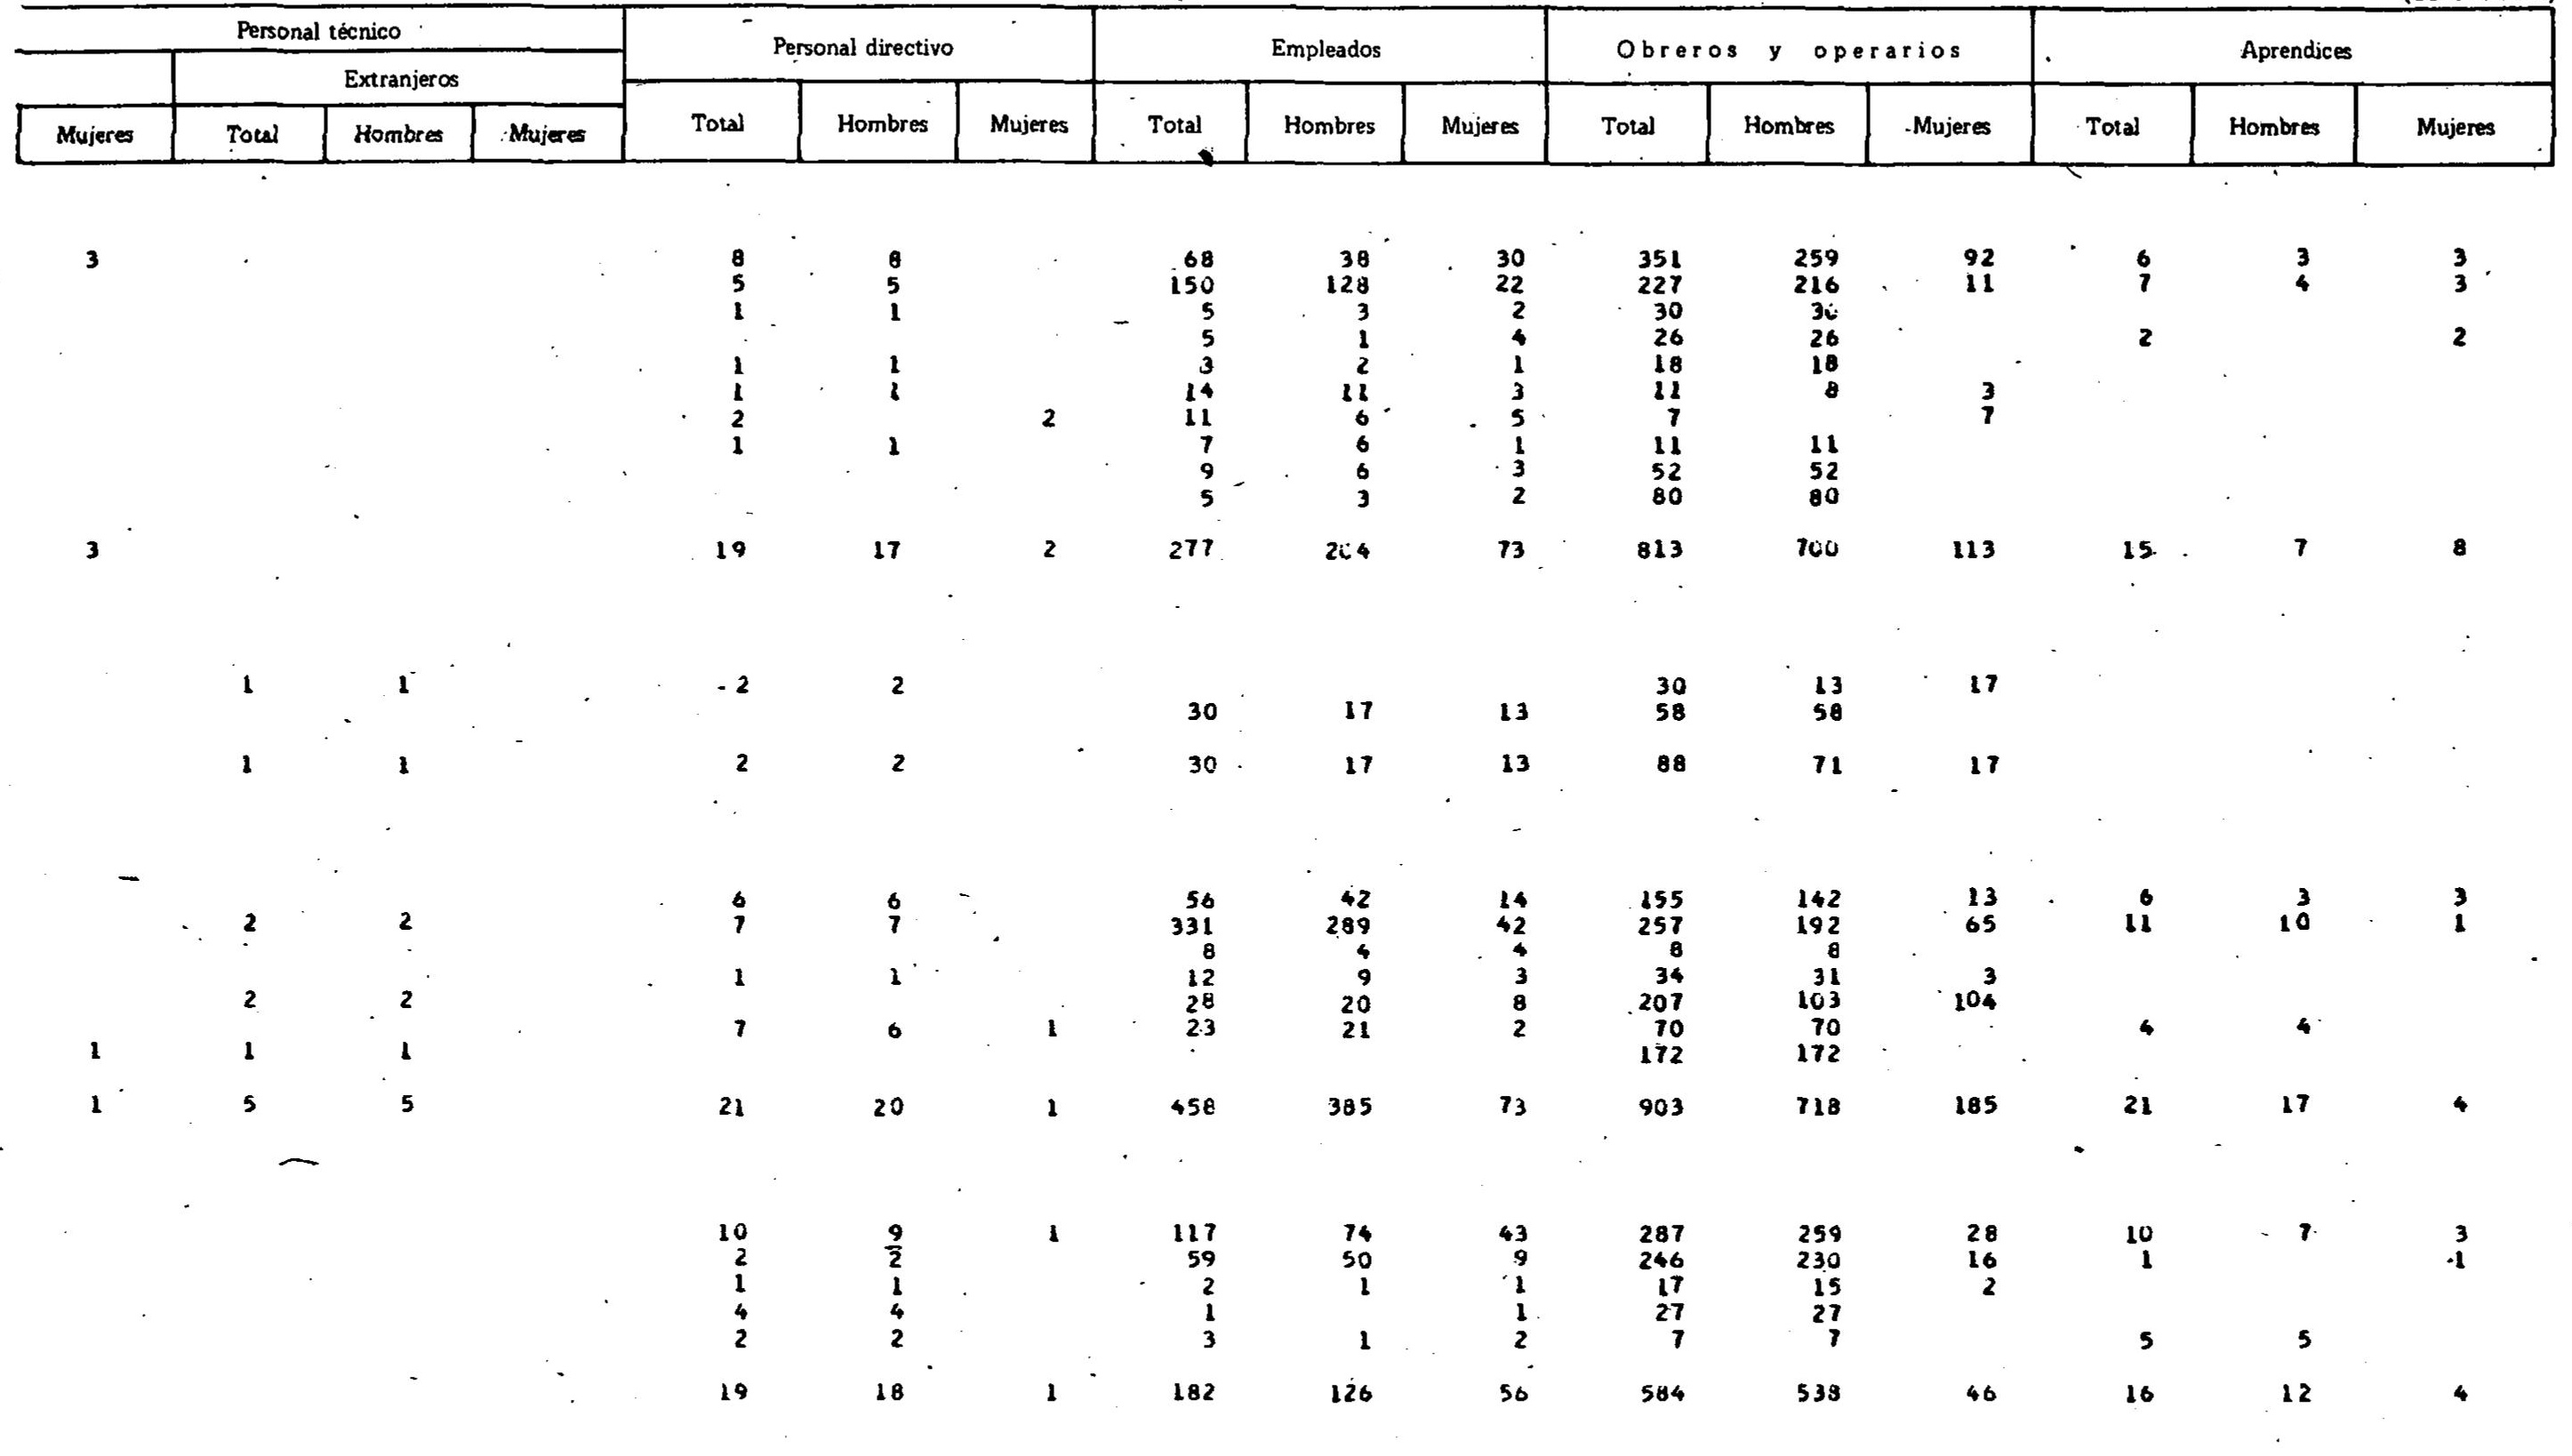 Personal técnico Personal directivo Empleados Obreros y operarios Aprendices
Extranjeros
Mujeres Total Hombres Mujeres Total Hombres Mujeres Total Hombres Mujeres Total Hombres Mujeres Total Hombres Mujeres
3 8 8 68 38 30 351 259 92 6 3 3
5 5 150 128 22 227 216 11 7 4 3
1 1 5 3 2 30 30
5 1 4 26 26 2 2
1 1 3 2 1 18 18
1 1 14 11 3 11 8 3
2 2 11 6 5 7 7
1 1 7 6 1 11 11
9 6 3 52 52
5 3 2 80 80
3 19 17 2 277 204 73 813 700 113 15 7 8
1 1 2 2 30 13 17
30 17 13 58 58
1 1 2 2 30 17 13 88 71 17
6 6 56 42 14 155 142 13 6 3 3
2 2 7 7 331 289 42 257 192 65 11 10 1
8 4 4 8 8
1 1 12 9 3 34 31 3
2 2 28 20 8 207 103 104
7 6 1 23 21 2 70 70 4 4
1 1 1 172 172
1 5 5 21 20 1 458 385 73 903 718 185 21 17 4
10 9 1 117 74 43 287 259 28 10 7 3
2 2 59 50 9 246 230 16 1 1
1 1 2 1 1 17 15 2
4 4 1 1 27 27
2 2 3 1 2 7 7 5 5
19 18 1 182 126 56 584 538 46 16 12 4